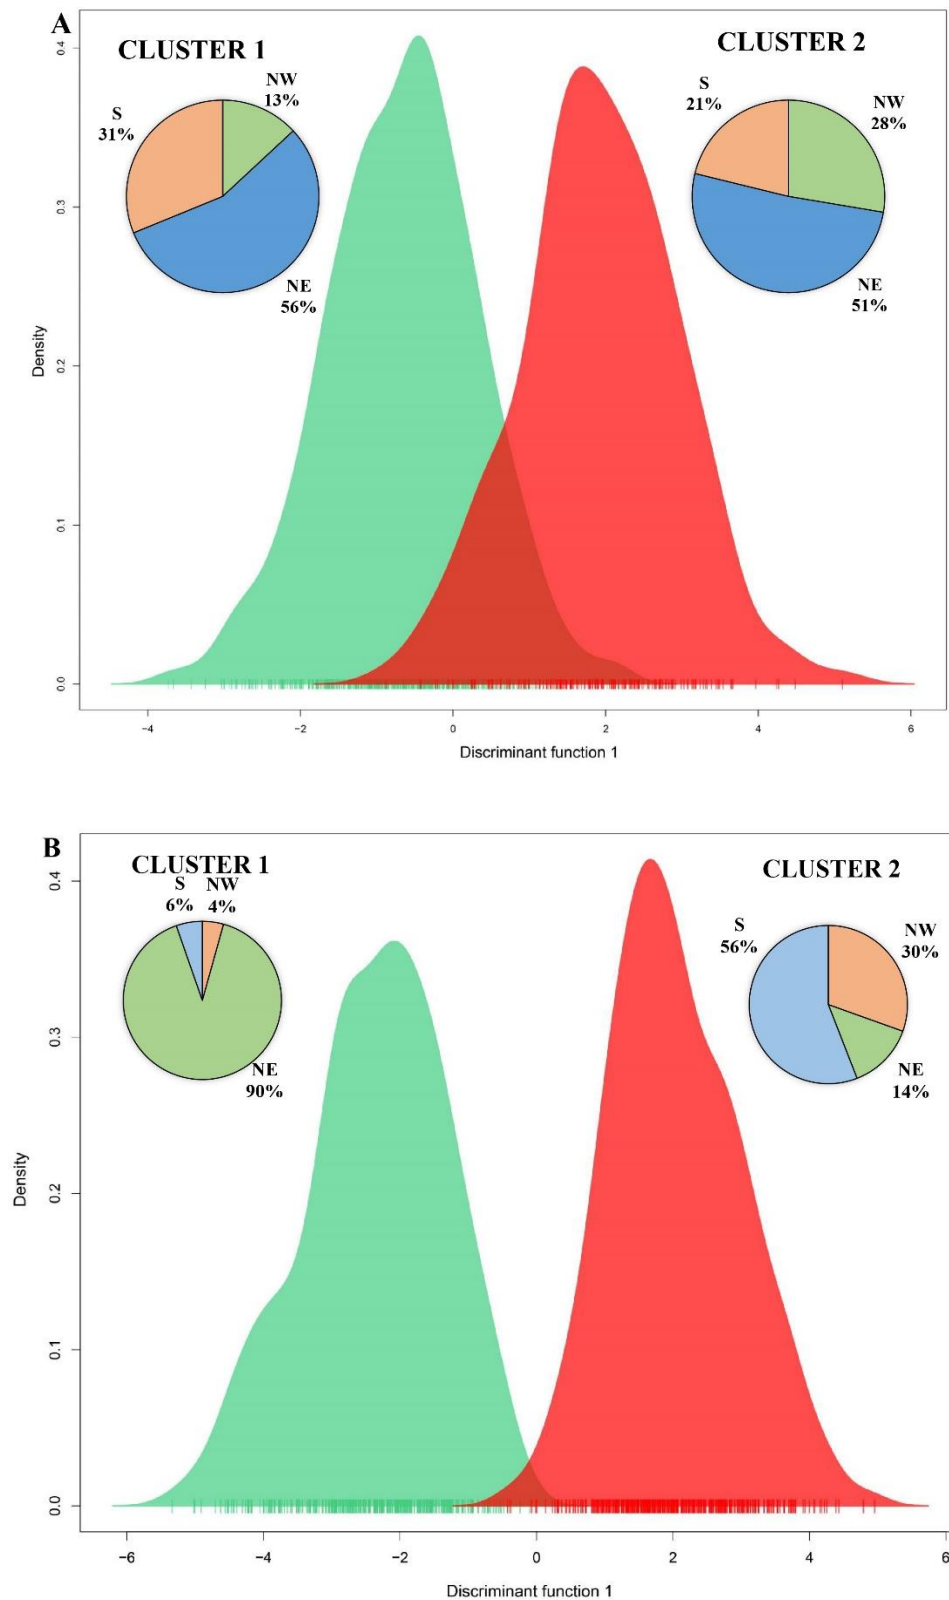 A
CLUSTER 1
CLUSTER 2
NW
13%
S
31%
NE
56%
S
21%
NW
28%
NE
51%
0.4
0.3
0.2
0.1
0.0
Density
−4
−2
0
2
4
6
Discriminant function 1
B
CLUSTER 1
CLUSTER 2
S
6%
NW
4%
NE
90%
S
56%
NW
30%
NE
14%
0.4
0.3
0.2
0.1
0.0
Density
−6
−4
−2
0
2
4
6
Discriminant function 1